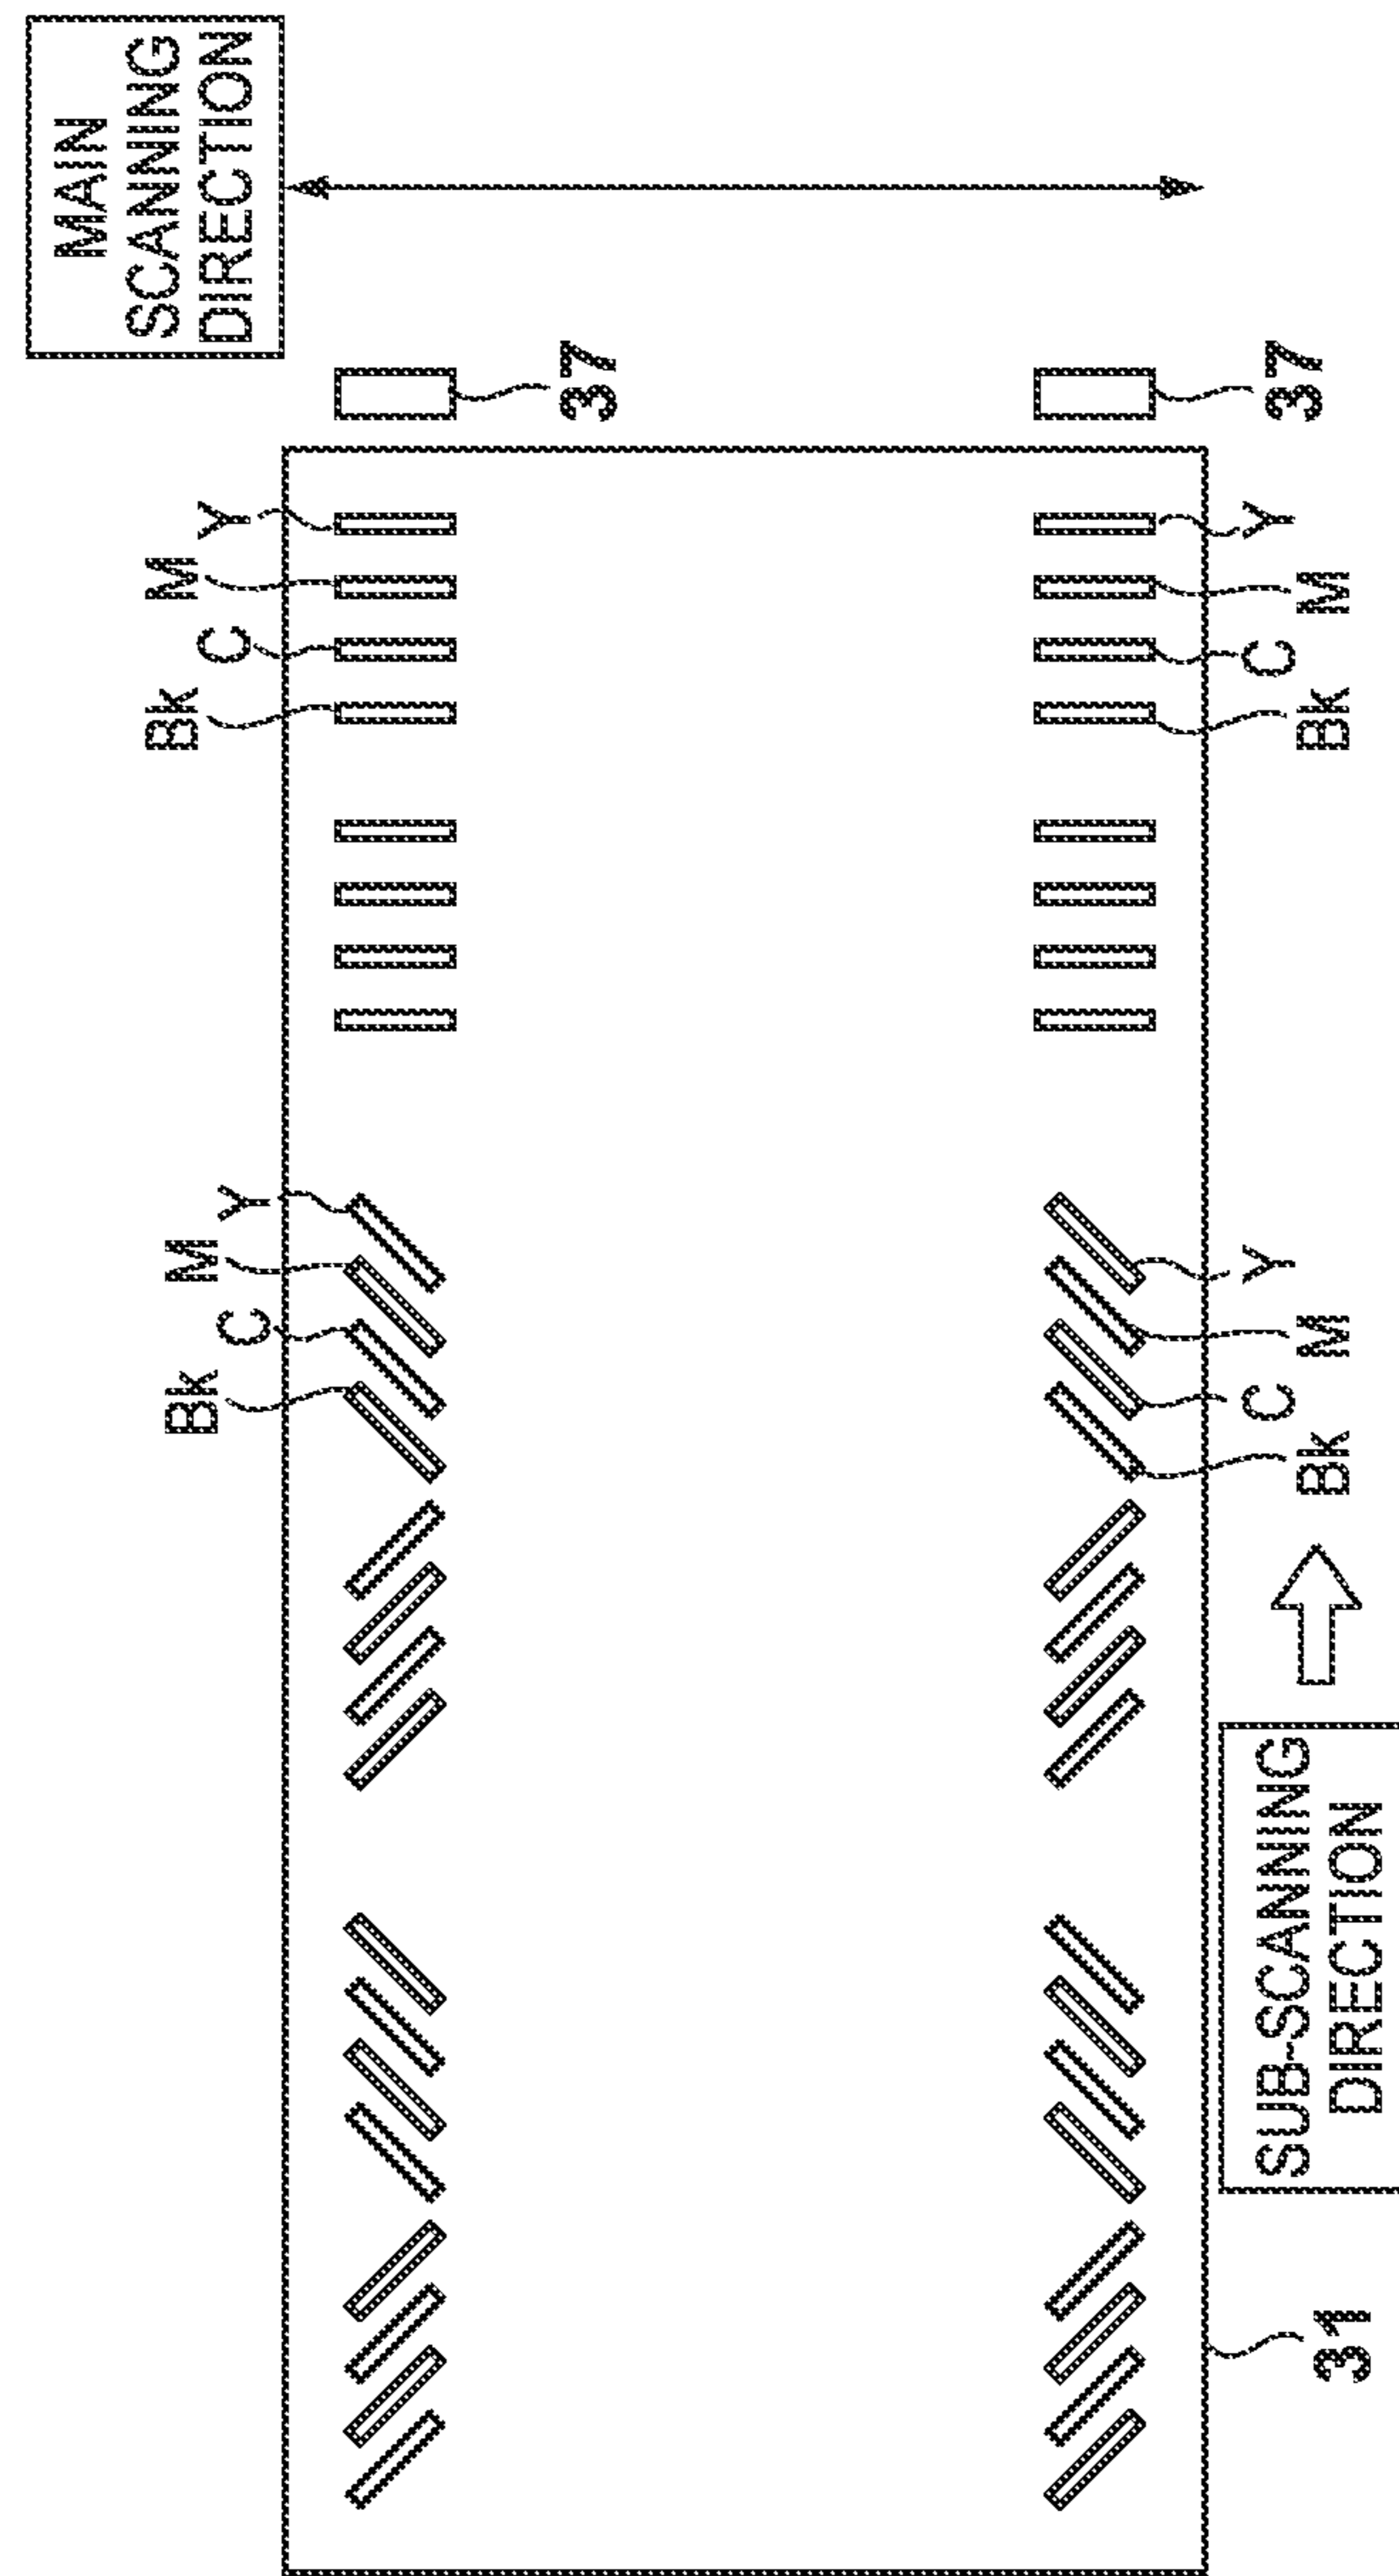 MAIN
SCANNING
DIRECTION
Bk C M Y
Bk C M Y
37
37
Bk C M Y
Bk C M Y
SUB-SCANNING
DIRECTION
31